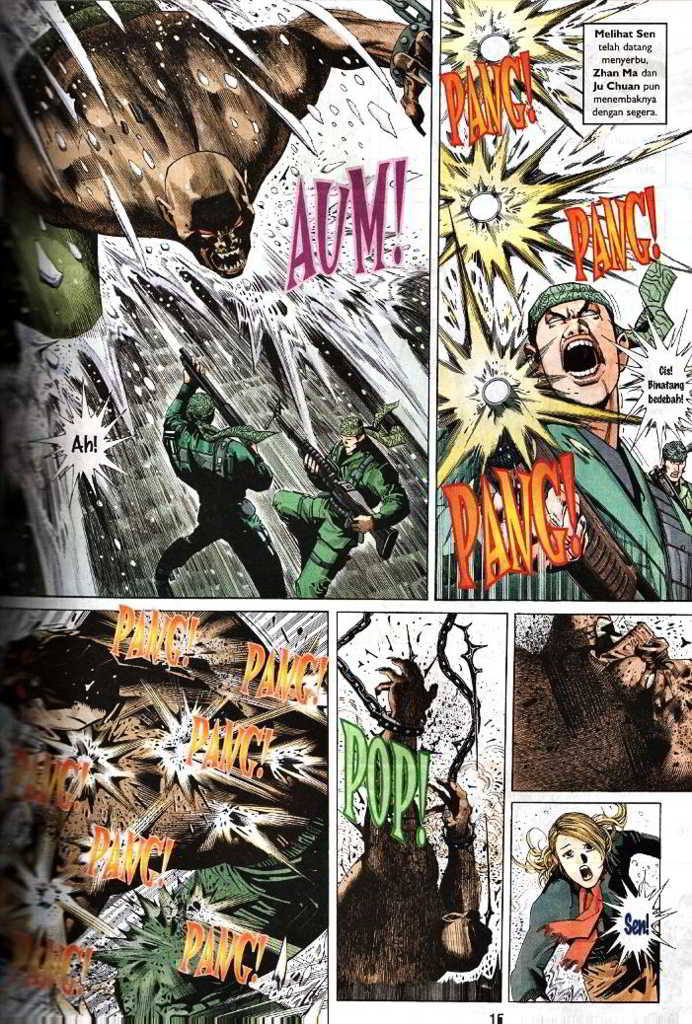 AUM!
Ah!
PANG!
Melihat Sen
telah datang
menyerbu,
Zhan Ma dan
Ju Chuan pun
menembaknya
dengan segera.
PANG!
Cis!
Binatang
bedebah!
PANG!
PANG!
PANG!
PANG!
PANG!
PANG!
PANG!
PANG!
POP!
Sen!